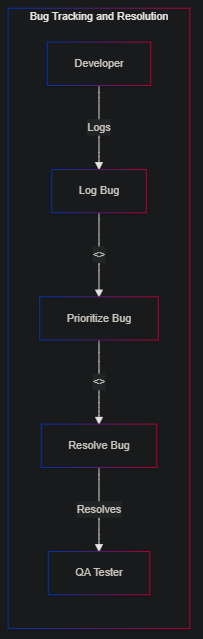 Bug Tracking and Resolution
Developer
Logs
Log Bug
<>
Prioritize Bug
<>
Resolve Bug
Resolves
QA Tester